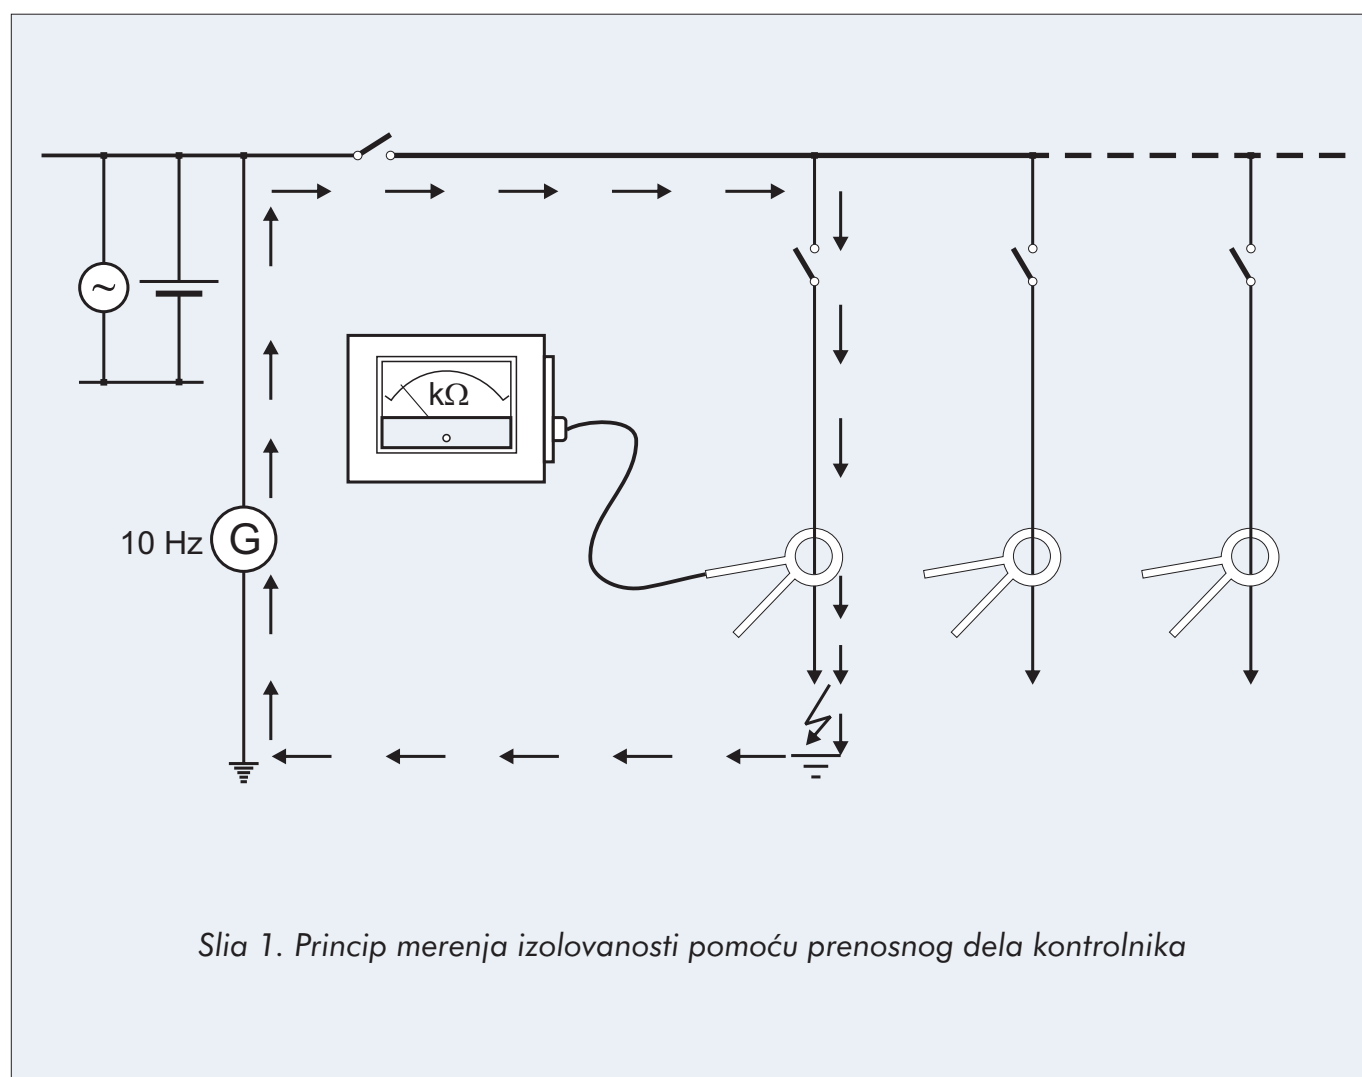 kΩ
10 Hz G
Slia 1. Princip merenja izolovanosti pomoću prenosnog dela kontrolnika